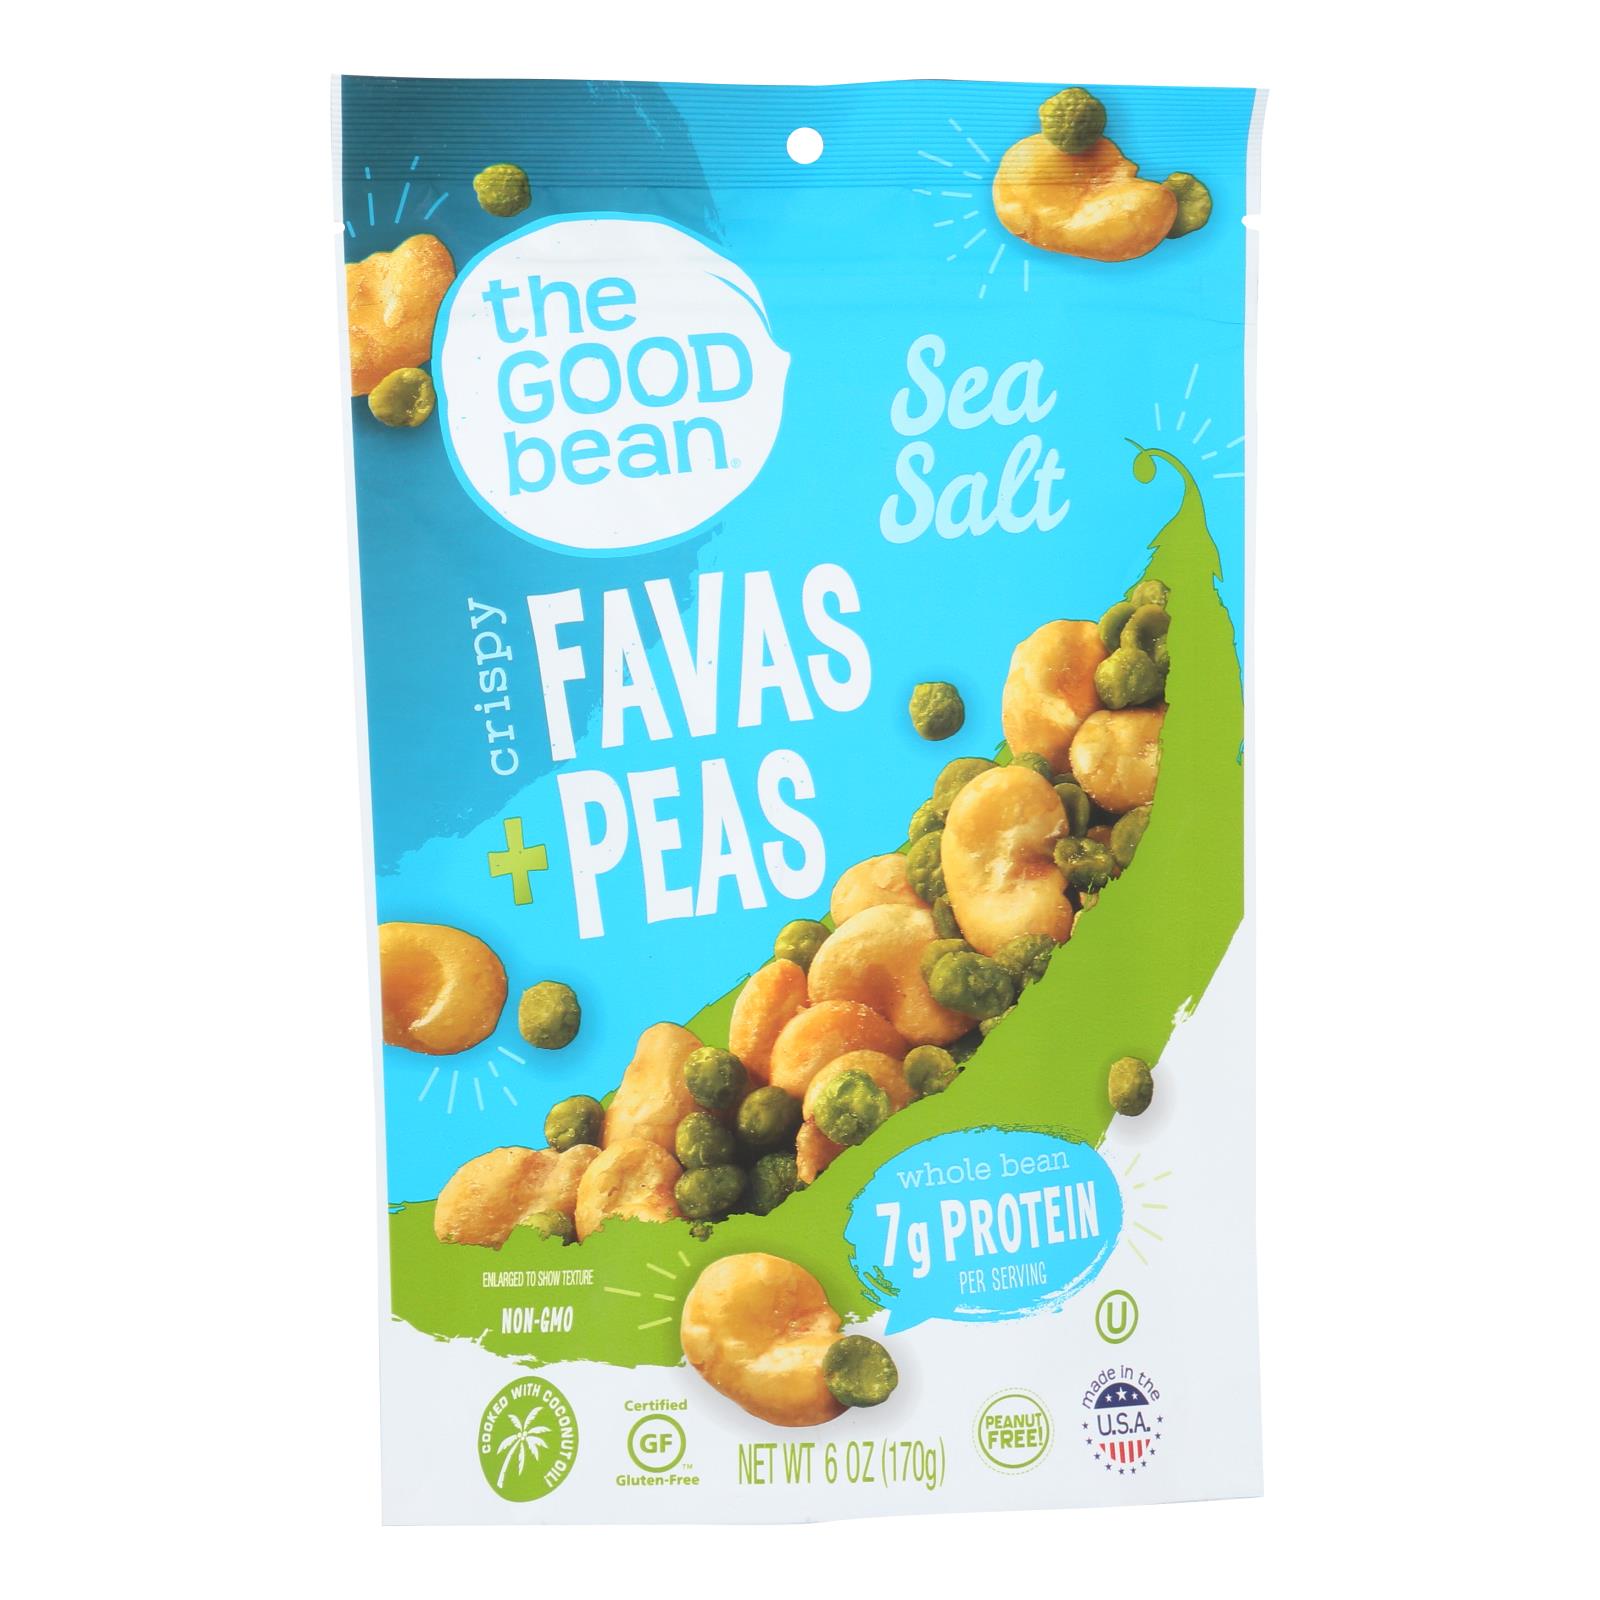 the
GOOD
bean®
Sea
Salt
crispy
FAVAS
+ PEAS
whole bean
7g PROTEIN
PER SERVING
ENLARGED TO SHOW TEXTURE
NON-GMO
U
COOKED WITH COCONUT OIL!
Certified
GF
™
Gluten-Free
NET WT 6 OZ (170g)
PEANUT
FREE!
made in the
U.S.A.